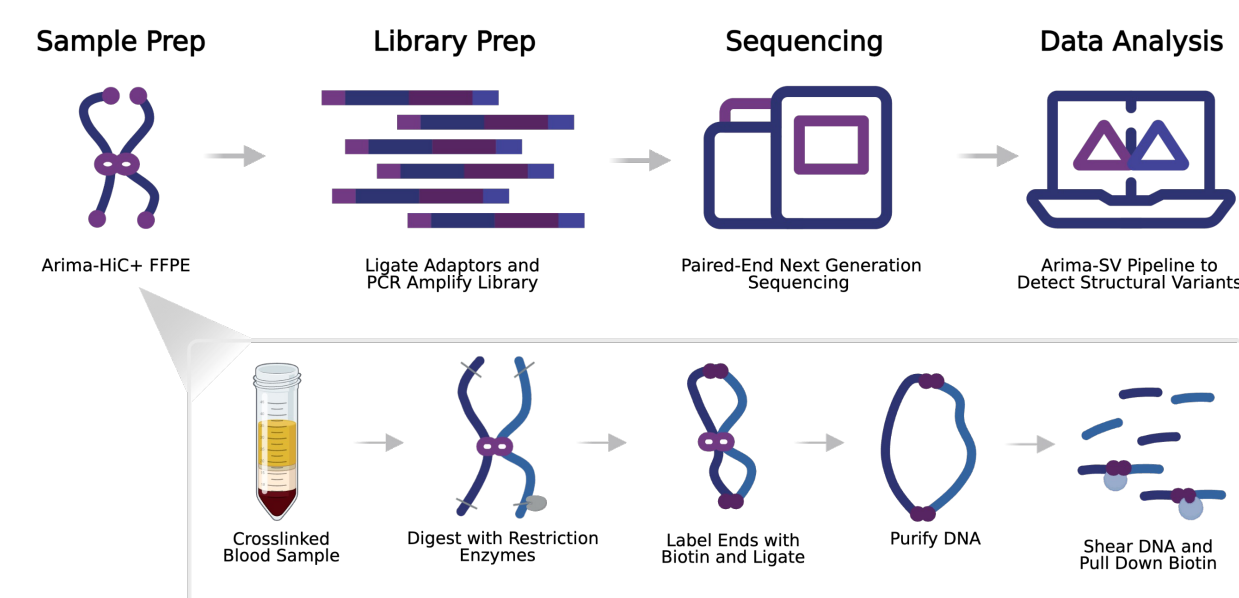 Sample Prep
Library Prep
Sequencing
Data Analysis
Arima-HiC+ FFPE
Ligate Adaptors and
PCR Amplify Library
Paired-End Next Generation
Sequencing
Arima-SV Pipeline to
Detect Structural Variants
Crosslinked
Blood Sample
Digest with Restriction
Enzymes
Label Ends with
Biotin and Ligate
Purify DNA
Shear DNA and
Pull Down Biotin